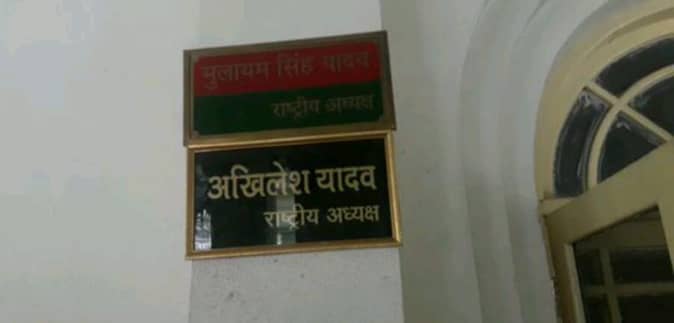 मुलायम सिंह यादव
राष्ट्रीय अध्यक्ष
अखिलेश यादव
राष्ट्रीय अध्यक्ष